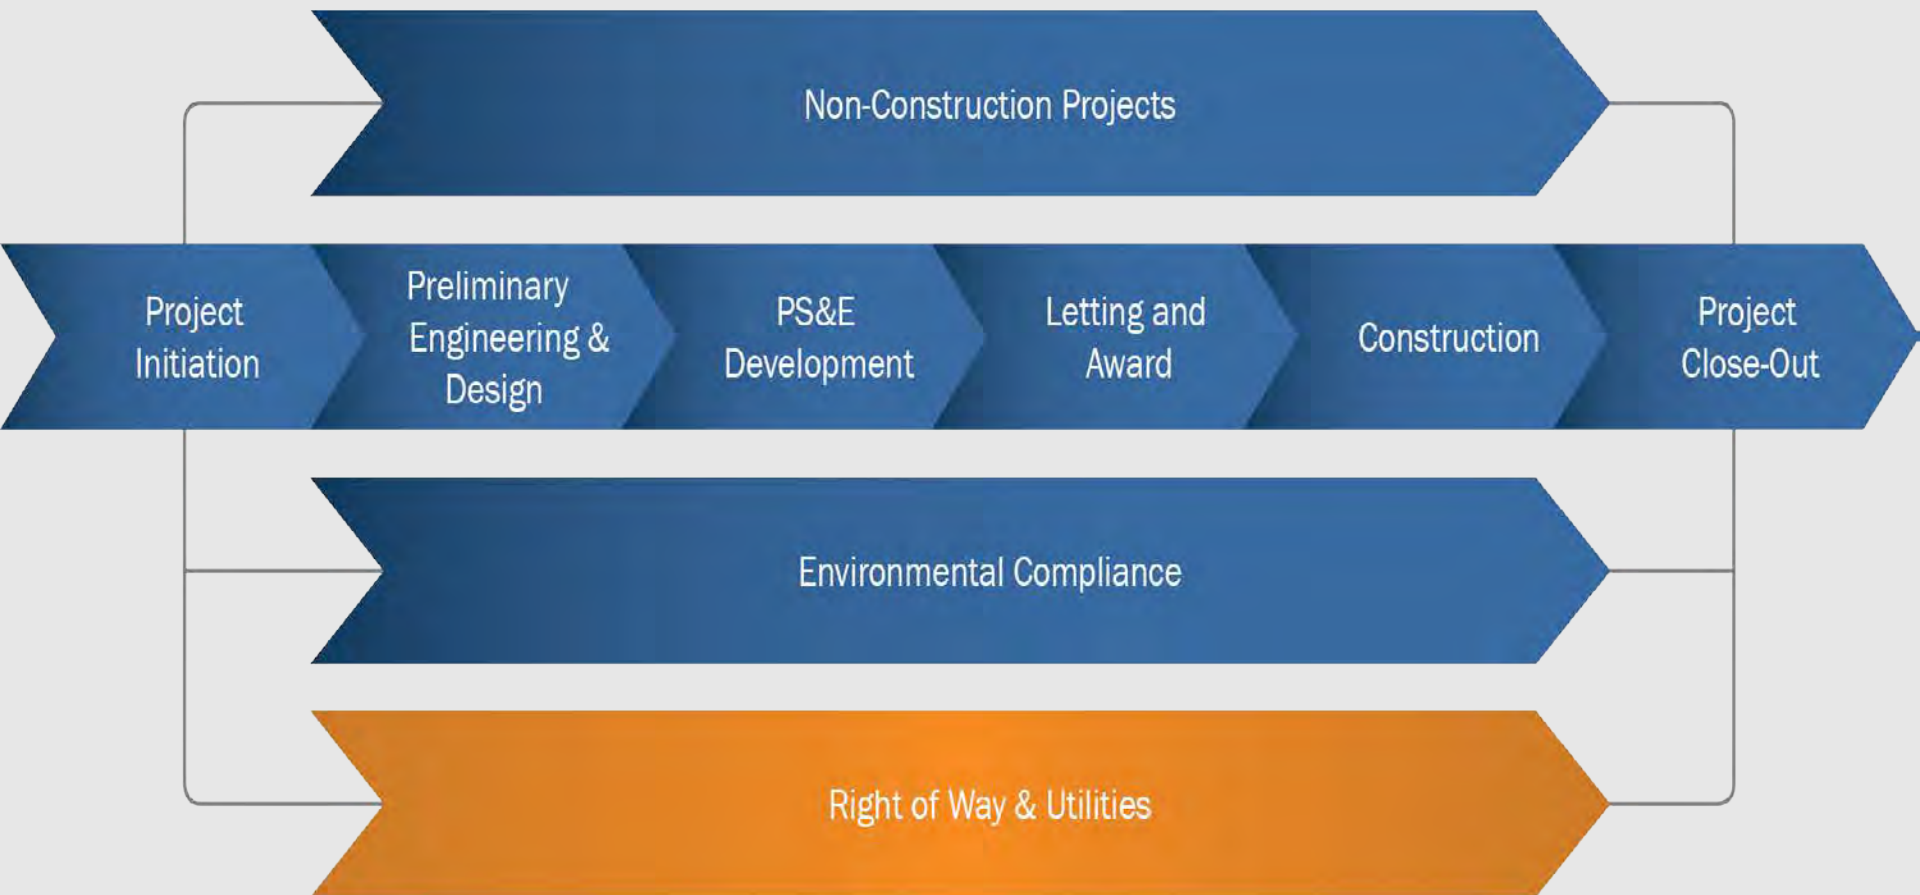 Non-Construction Projects
Project
Initiation
Preliminary
Engineering &
Design
PS&E
Development
Letting and
Award
Construction
Project
Close-Out
Environmental Compliance
Right of Way & Utilities